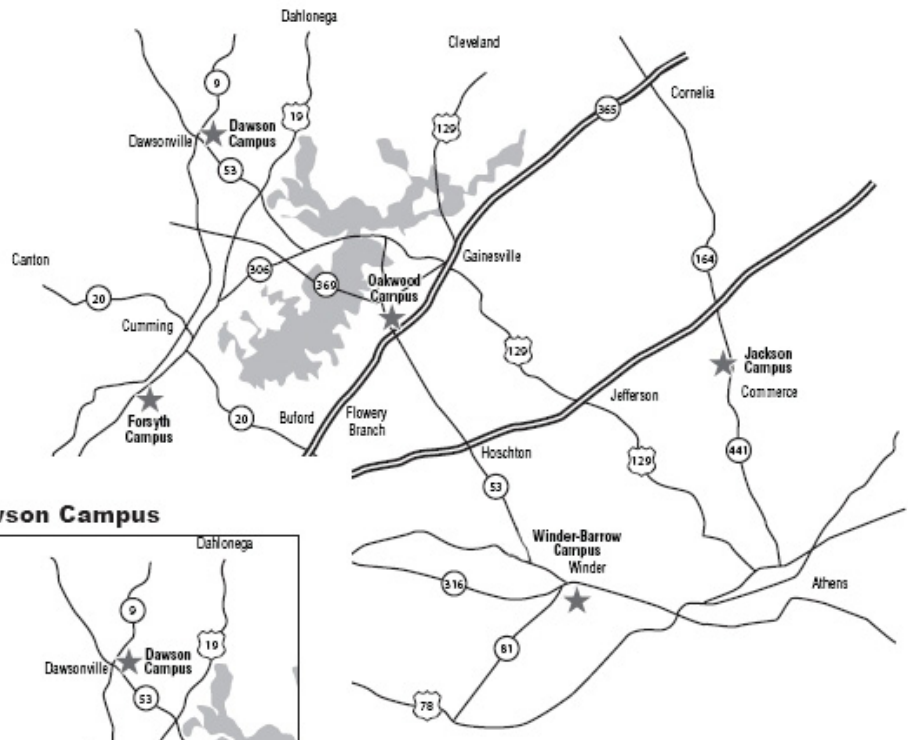 Dahlonega
Cleveland
9
365
Cornelia
19
129
Dawsonville
Dawson
Campus
53
164
Canton
306
Gainesville
369
Oakwood
Campus
20
Cumming
129
Jackson
Campus
Jefferson
Commerce
Forsyth
Campus
20
Buford
Flowery
Branch
Hoschton
129
441
53
Campus
Dahlonega
Winder-Barrow
Campus
Winder
316
Athens
9
19
Dawsonville
Dawson
Campus
81
53
78